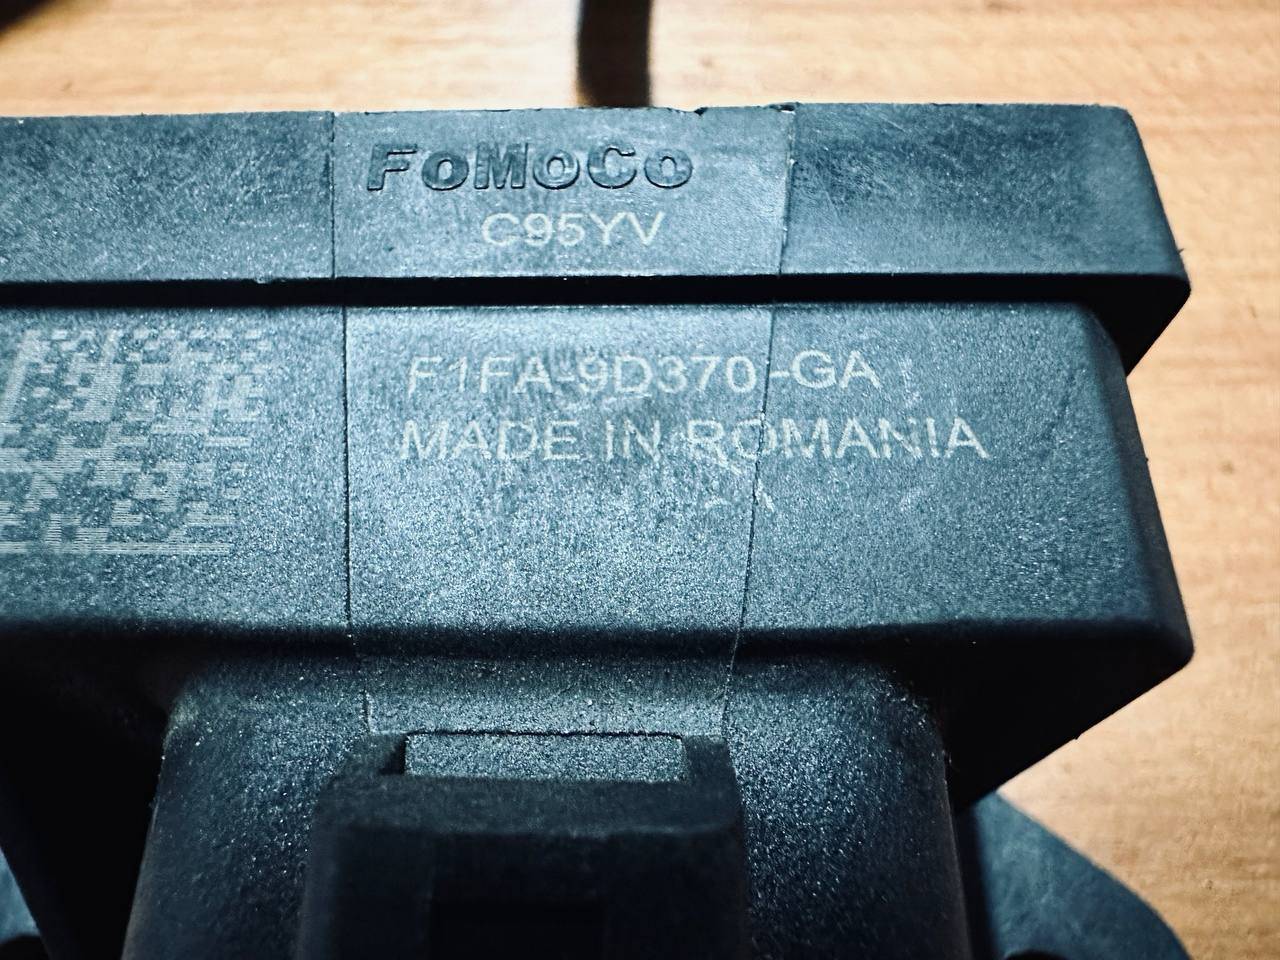 FoMoCo
C95YV
F1FA-9D370-GA
MADE IN ROMANIA